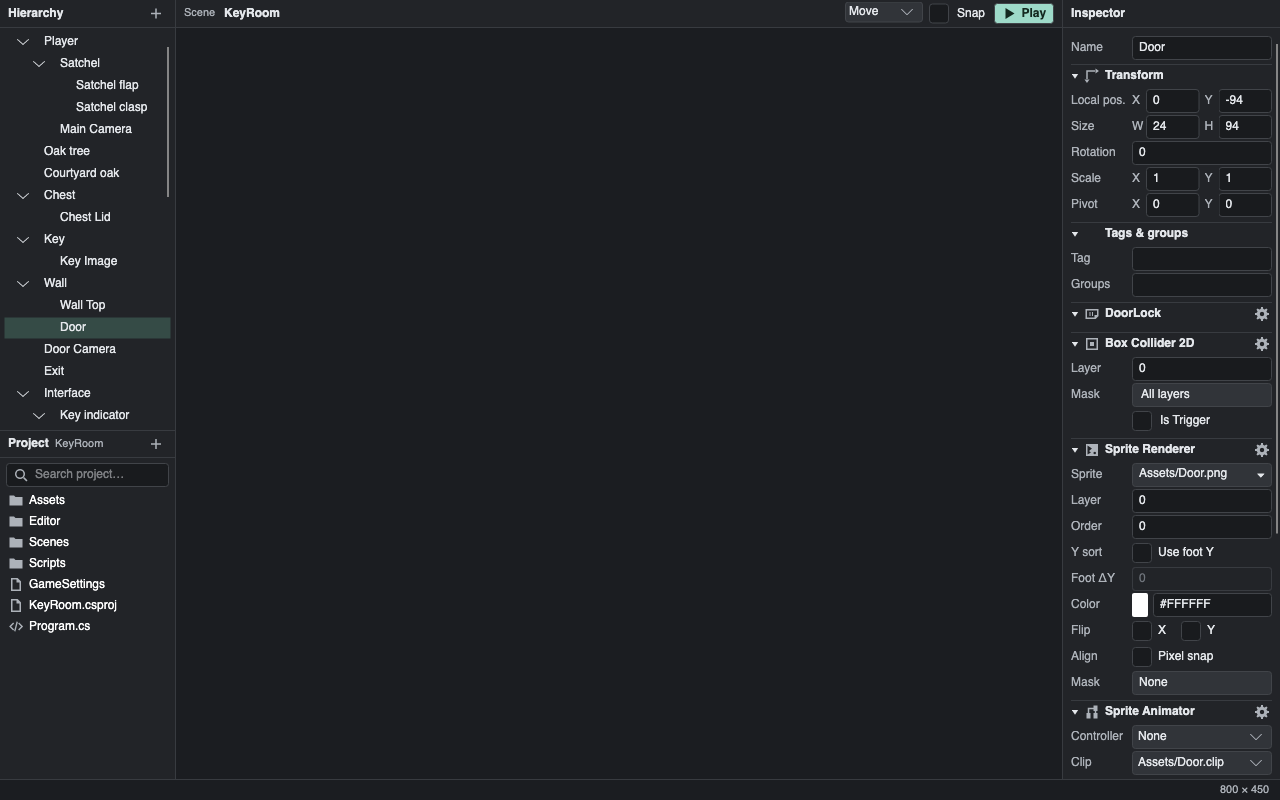 Hierarchy
Player
Satchel
Satchel flap
Satchel clasp
Main Camera
Oak tree
Courtyard oak
Chest
Chest Lid
Key
Key Image
Wall
Wall Top
Door
Door Camera
Exit
Interface
Key indicator
Project KeyRoom
Search project...
Assets
Editor
Scenes
Scripts
GameSettings
KeyRoom.csproj
Program.cs
Scene KeyRoom
Move Snap Play
Inspector
Name Door
Transform
Local pos. X 0 Y -94
Size W 24 H 94
Rotation 0
Scale X 1 Y 1
Pivot X 0 Y 0
Tags & groups
Tag
Groups
DoorLock
Box Collider 2D
Layer 0
Mask All layers
Is Trigger
Sprite Renderer
Sprite Assets/Door.png
Layer 0
Order 0
Y sort Use foot Y
Foot ΔY 0
Color #FFFFFF
Flip X Y
Align Pixel snap
Mask None
Sprite Animator
Controller None
Clip Assets/Door.clip
800 × 450